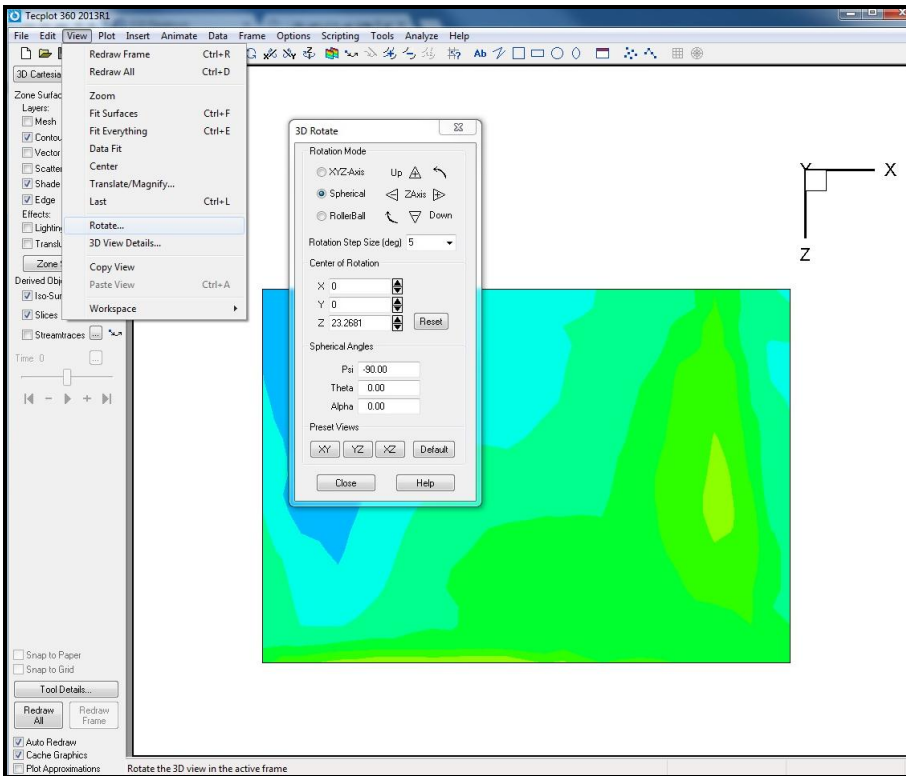 Tecplot 360 2013R1
File Edit View Plot Insert Animate Data Frame Options Scripting Tools Analyze Help
Ab
3D Cartesia
Zone Surfac
Layers:
Mesh
Contou
Vector
Scatte
Shade
Edge
Effects:
Lighting
Translu
Zone
Derived Obj
Iso-Sur
Slices
Streamtraces ...
Time: 0 ...
Snap to Paper
Snap to Grid
Tool Details...
Redraw All
Redraw Frame
Auto Redraw
Cache Graphics
Plot Approximations
Redraw Frame Ctrl+R
Redraw All Ctrl+D
Zoom
Fit Surfaces Ctrl+F
Fit Everything Ctrl+E
Data Fit
Center
Translate/Magnify...
Last Ctrl+L
Rotate...
3D View Details...
Copy View
Paste View Ctrl+A
Workspace
3D Rotate
Rotation Mode
XYZ-Axis Up
Spherical ZAxis
RollerBall Down
Rotation Step Size (deg) 5
Center of Rotation
X 0
Y 0
Z 23.2681 Reset
Spherical Angles
Psi -90.00
Theta 0.00
Alpha 0.00
Preset Views
XY YZ XZ Default
Close Help
Y X
Z
Rotate the 3D view in the active frame